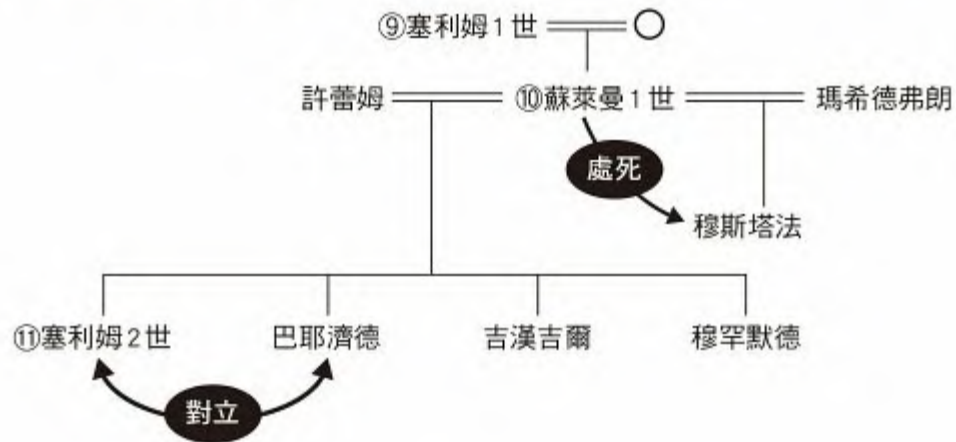 ⑨塞利姆1世
許蕾姆 ⑩蘇萊曼1世 瑪希德弗朗
處死
穆斯塔法
⑪塞利姆2世 巴耶濟德 吉漢吉爾 穆罕默德
對立